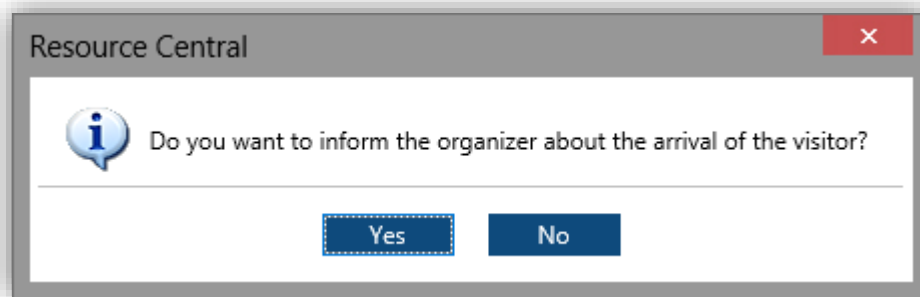 Resource Central
Do you want to inform the organizer about the arrival of the visitor?
Yes No